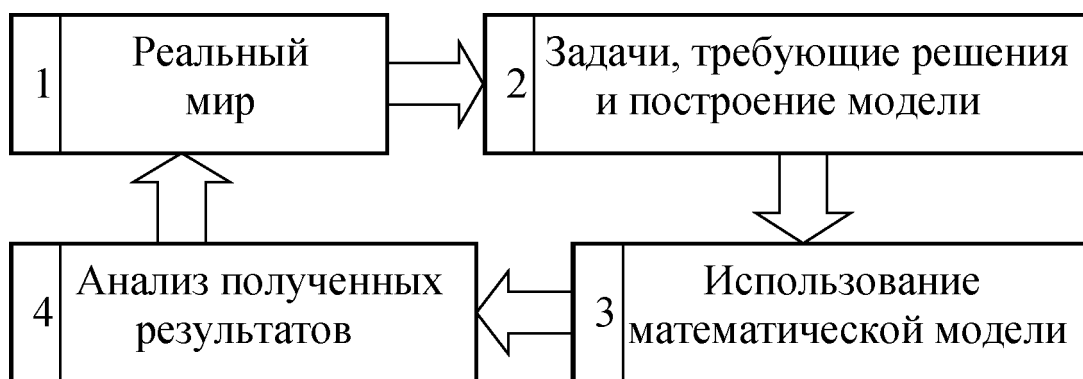 1
Реальный
мир
2
Задачи, требующие решения
и построение модели
3
Использование
математической модели
4
Анализ полученных
результатов